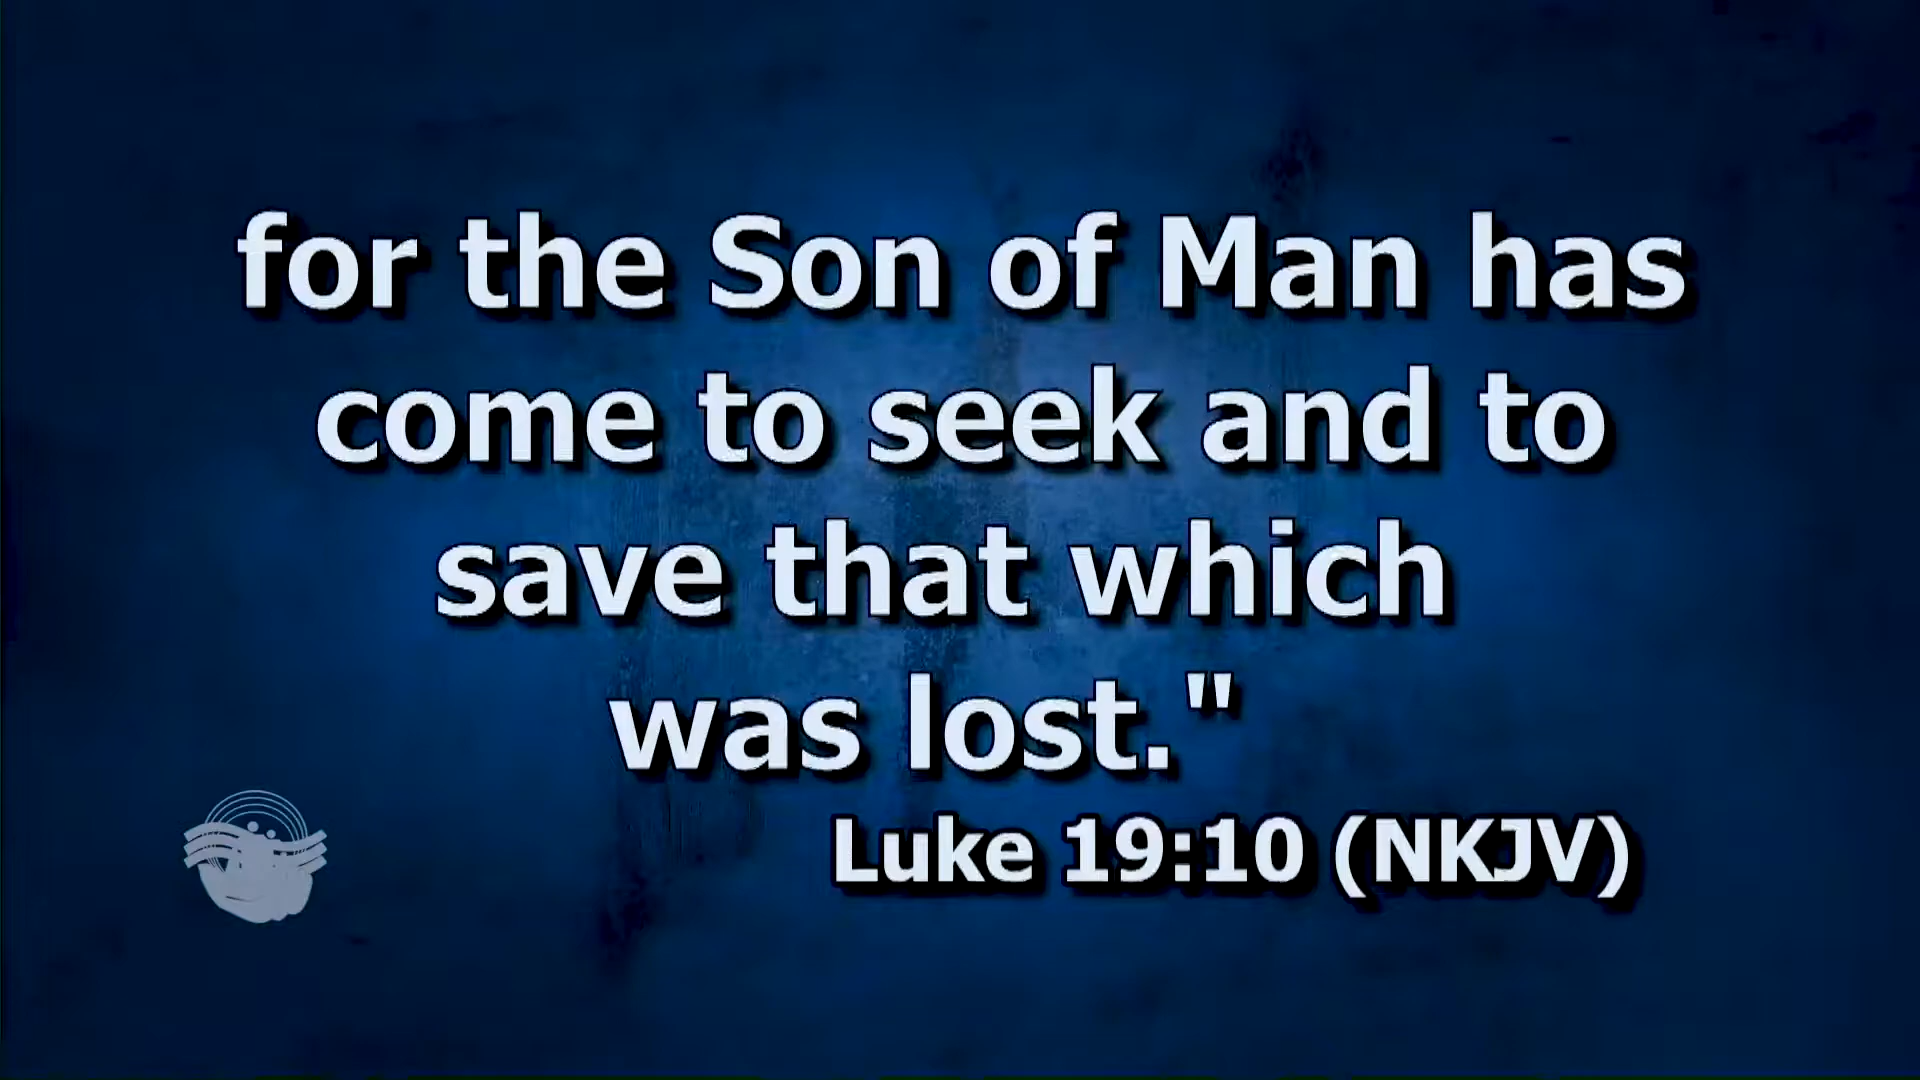 for the Son of Man has
come to seek and to
save that which
was lost."
Luke 19:10 (NKJV)